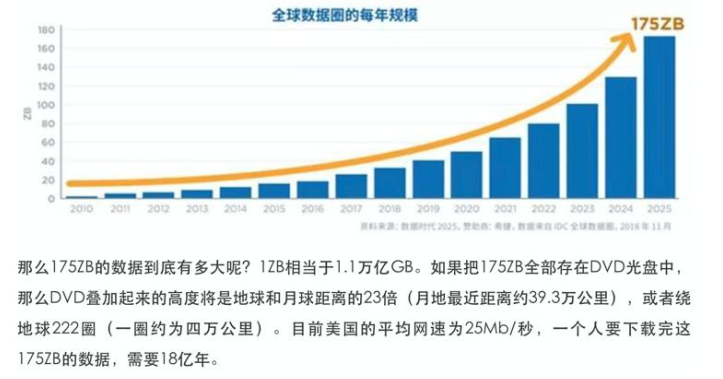 全球数据圈的每年规模
175ZB
180
160
140
120
100
80
60
40
20
0
ZB
2010 2011 2012 2013 2014 2015 2016 2017 2018 2019 2020 2021 2022 2023 2024 2025
资料来源：数据时代 2025，赞助商：希捷，数据来自 IDC 全球数据圈，2018 年 11 月
那么175ZB的数据到底有多大呢？1ZB相当于1.1万亿GB。如果把175ZB全部存在DVD光盘中，
那么DVD叠加起来的高度将是地球和月球距离的23倍（月地最近距离约39.3万公里），或者绕
地球222圈（一圈约为四万公里）。目前美国的平均网速为25Mb/秒，一个人要下载完这
175ZB的数据，需要18亿年。